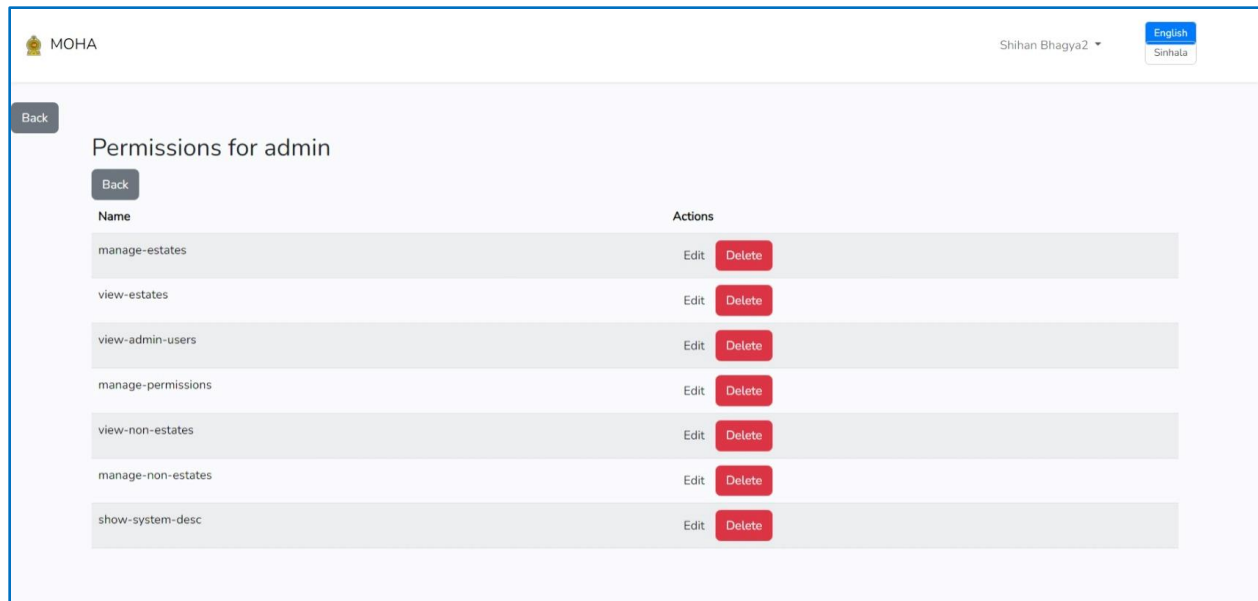 MOHA
Shihan Bhagya2
English
Sinhala
Back
Permissions for admin
Back
Name Actions
manage-estates Edit Delete
view-estates Edit Delete
view-admin-users Edit Delete
manage-permissions Edit Delete
view-non-estates Edit Delete
manage-non-estates Edit Delete
show-system-desc Edit Delete